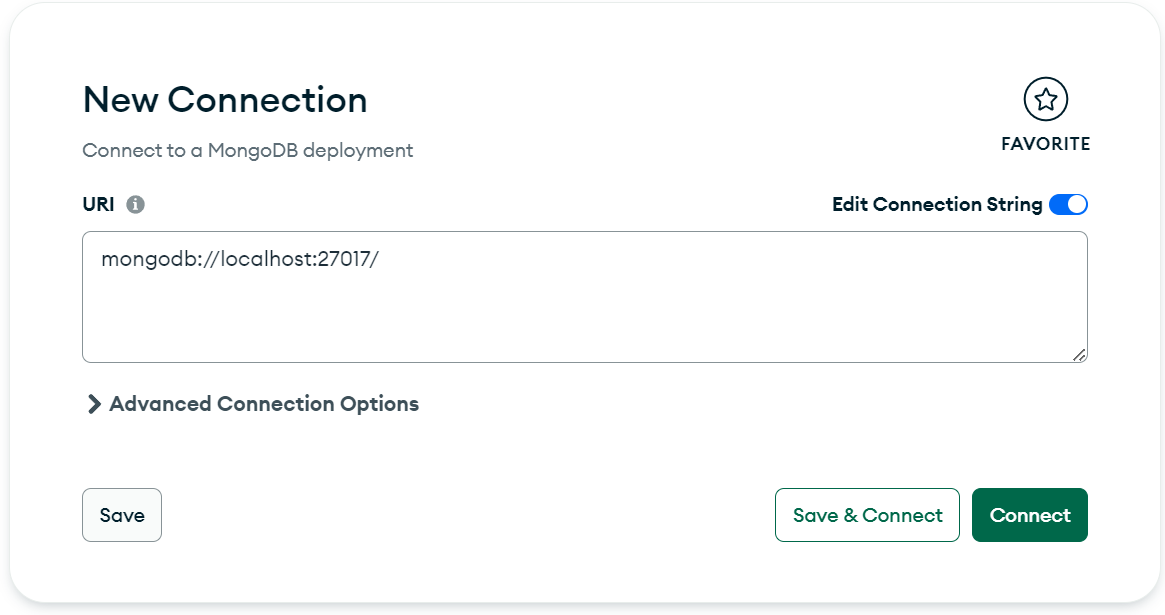 New Connection
FAVORITE
Connect to a MongoDB deployment
URI
Edit Connection String
mongodb://localhost:27017/
Advanced Connection Options
Save
Save & Connect
Connect